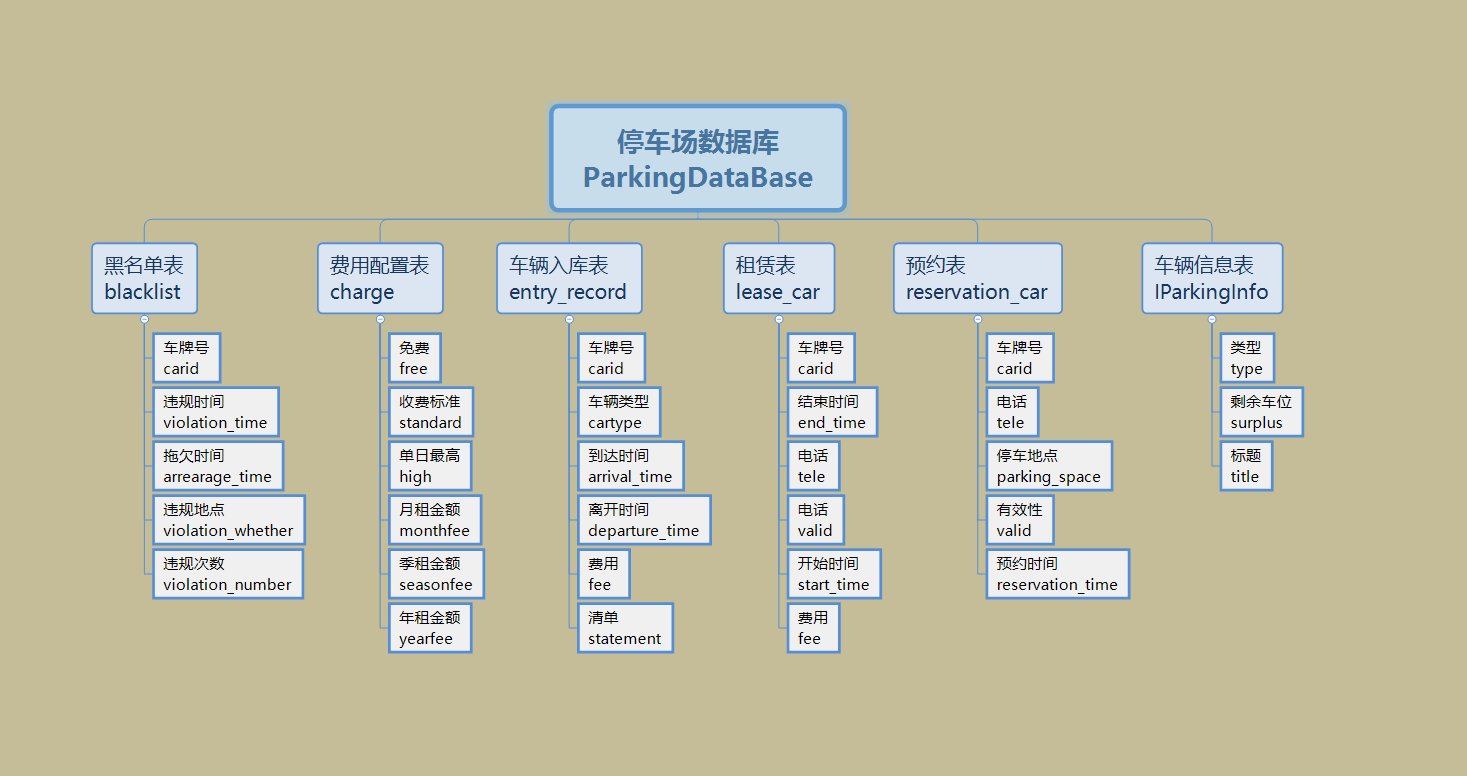 停车场数据库
ParkingDataBase
黑名单表
blacklist
车牌号
carid
违规时间
violation_time
拖欠时间
arrearage_time
违规地点
violation_whether
违规次数
violation_number
费用配置表
charge
免费
free
收费标准
standard
单日最高
high
月租金额
monthfee
季租金额
seasonfee
年租金额
yearfee
车辆入库表
entry_record
车牌号
carid
车辆类型
cartype
到达时间
arrival_time
离开时间
departure_time
费用
fee
清单
statement
租赁表
lease_car
车牌号
carid
结束时间
end_time
电话
tele
电话
valid
开始时间
start_time
费用
fee
预约表
reservation_car
车牌号
carid
电话
tele
停车地点
parking_space
有效性
valid
预约时间
reservation_time
车辆信息表
IParkingInfo
类型
type
剩余车位
surplus
标题
title